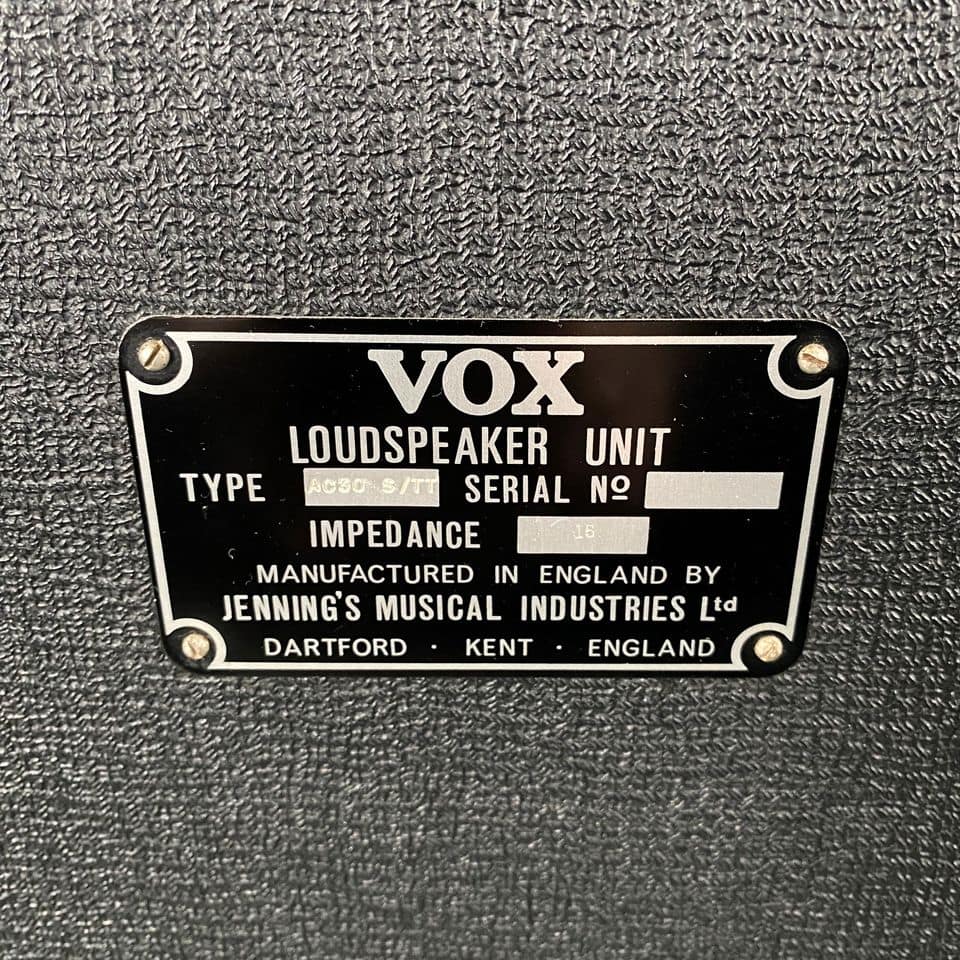 VOX
LOUDSPEAKER UNIT
TYPE AC30 S/TT SERIAL Nº
IMPEDANCE 15
MANUFACTURED IN ENGLAND BY
JENNING'S MUSICAL INDUSTRIES Ltd
DARTFORD · KENT · ENGLAND